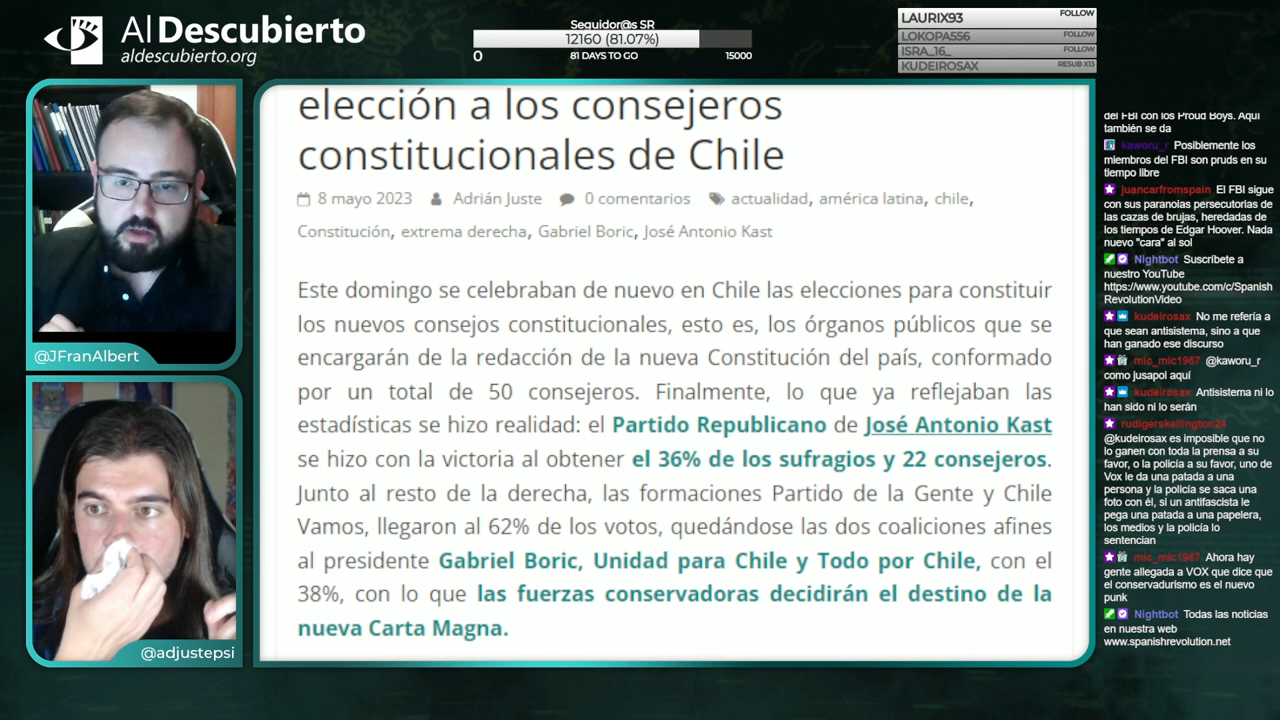 Al Descubierto
aldescubierto.org
Seguidor@s SR
12160 (81.07%)
0
81 DAYS TO GO
15000
LAURIX93
FOLLOW
LOKOPA556
FOLLOW
ISRA_16_
FOLLOW
KUDEIROSAX
RESUB X13
@JFranAlbert
@adjustepsi
elección a los consejeros
constitucionales de Chile
8 mayo 2023 Adrián Juste 0 comentarios actualidad, américa latina, chile,
Constitución, extrema derecha, Gabriel Boric, José Antonio Kast
Este domingo se celebraban de nuevo en Chile las elecciones para constituir
los nuevos consejos constitucionales, esto es, los órganos públicos que se
encargarán de la redacción de la nueva Constitución del país, conformado
por un total de 50 consejeros. Finalmente, lo que ya reflejaban las
estadísticas se hizo realidad: el Partido Republicano de José Antonio Kast
se hizo con la victoria al obtener el 36% de los sufragios y 22 consejeros.
Junto al resto de la derecha, las formaciones Partido de la Gente y Chile
Vamos, llegaron al 62% de los votos, quedándose las dos coaliciones afines
al presidente Gabriel Boric, Unidad para Chile y Todo por Chile, con el
38%, con lo que las fuerzas conservadoras decidirán el destino de la
nueva Carta Magna.
del FBI con los Proud Boys. Aqui
también se da
kaworu_r Posiblemente los
miembros del FBI son pruds en su
tiempo libre
juancarfromspain El FBI sigue
con sus paranoias persecutorias de
las cazas de brujas, heredadas de
los tiempos de Edgar Hoover. Nada
nuevo "cara" al sol
Nightbot Suscríbete a
nuestro YouTube
https://www.youtube.com/c/Spanish
RevolutionVideo
kudeirosax No me refería a
que sean antisistema, sino a que
han ganado ese discurso
mic_mic1967 @kaworu_r
como jusapol aquí
kudeirosax Antisistema ni lo
han sido ni lo serán
rudigerskellington24
@kudeirosax es imposible que no
lo ganen con toda la prensa a su
favor, o la policía a su favor, uno de
Vox le da una patada a una
persona y la policía se saca una
foto con él, si un antifascista le
pega una patada a una papelera,
los medios y la policía lo
sentencian
mic_mic1967 Ahora hay
gente allegada a VOX que dice que
el conservadurismo es el nuevo
punk
Nightbot Todas las noticias
en nuestra web
www.spanishrevolution.net